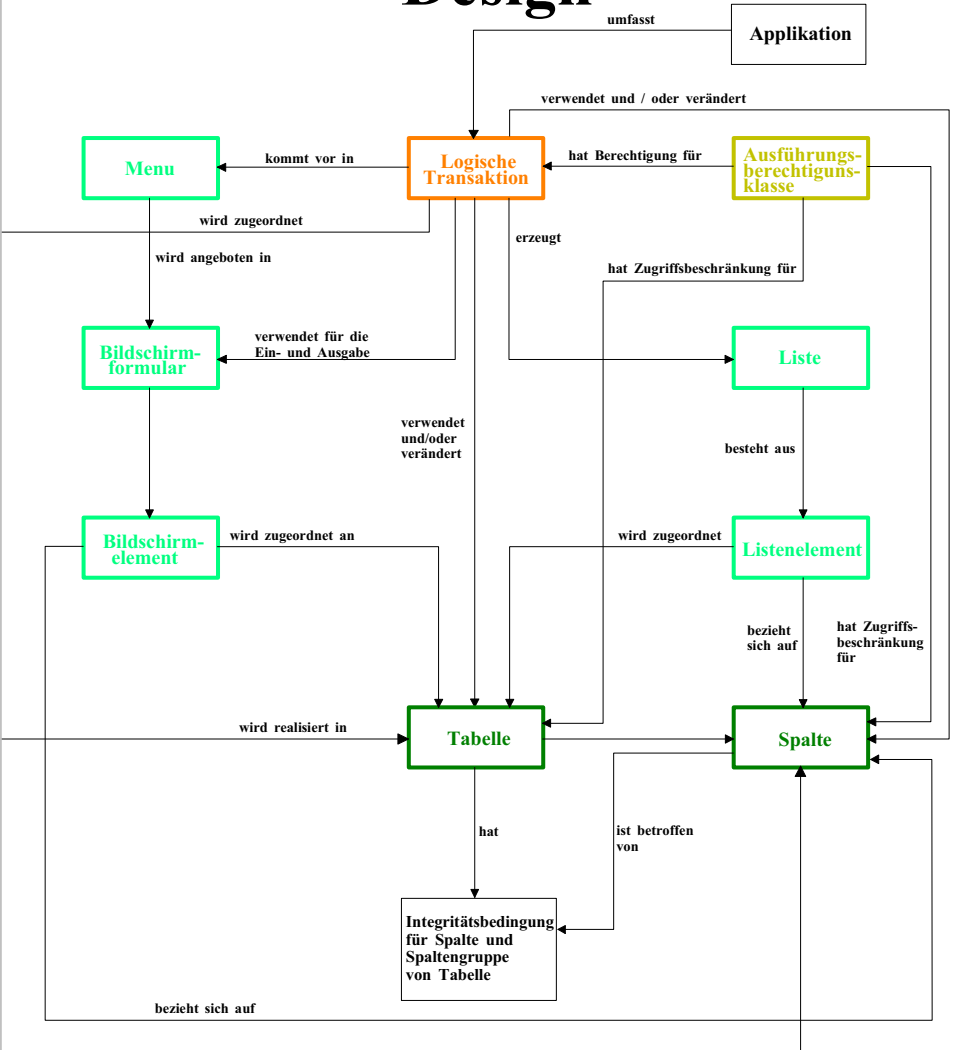 Design
umfasst
Applikation
verwendet und / oder verändert
Menu
kommt vor in
Logische
Transaktion
hat Berechtigung für
Ausführungs-
berechtiguns-
klasse
wird zugeordnet
erzeugt
wird angeboten in
hat Zugriffsbeschränkung für
Bildschirm-
formular
verwendet für die
Ein- und Ausgabe
Liste
verwendet
und/oder
verändert
besteht aus
Bildschirm-
element
wird zugeordnet an
wird zugeordnet
Listenelement
bezieht
sich auf
hat Zugriffs-
beschränkung
für
wird realisiert in
Tabelle
Spalte
hat
ist betroffen
von
Integritätsbedingung
für Spalte und
Spaltengruppe
von Tabelle
bezieht sich auf